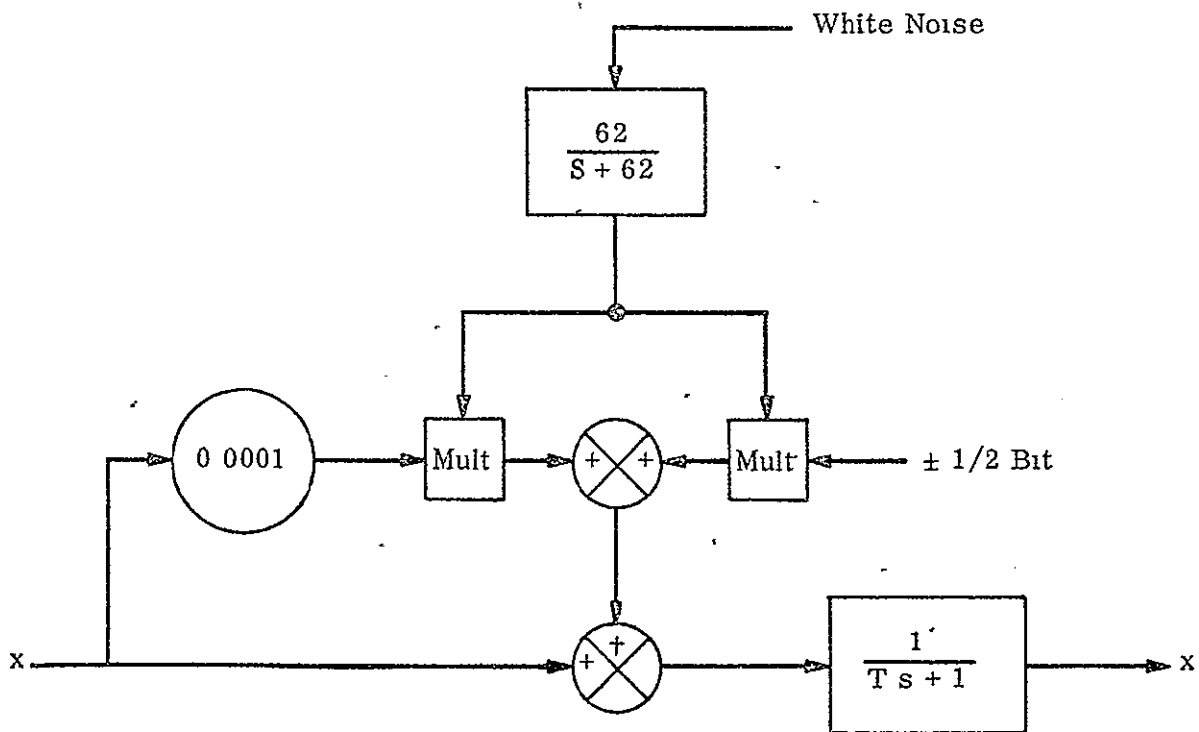 White Noise
62
S + 62
0 0001
Mult
+
+
Mult
± 1/2 Bit
x
+
+
1
T s + 1
x